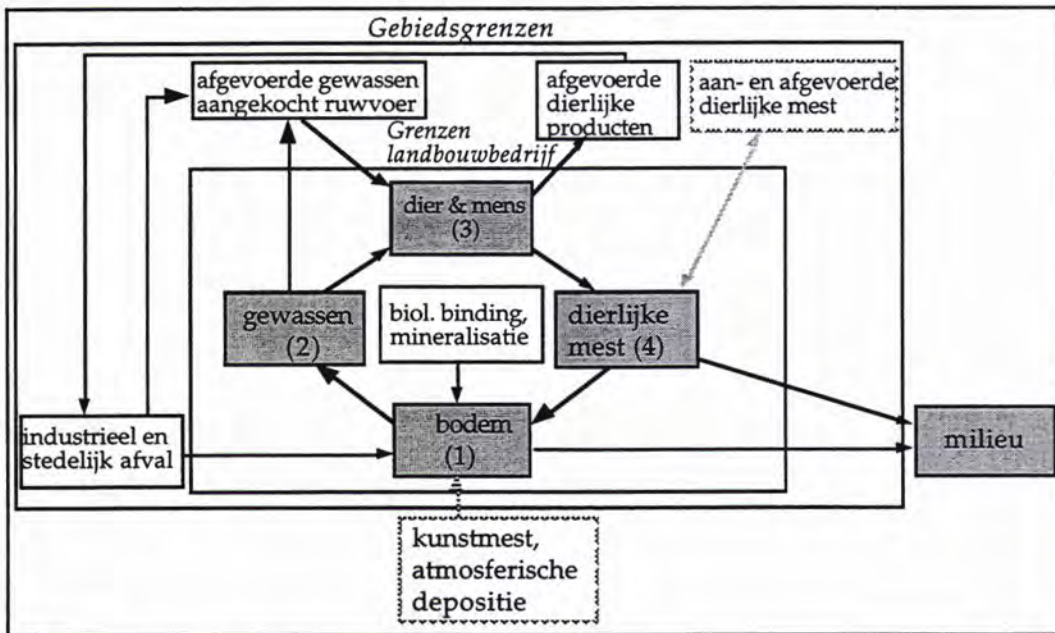 Gebiedsgrenzen
afgevoerde gewassen
aangekocht ruwvoer
afgevoerde
dierlijke
producten
aan- en afgevoerde
dierlijke mest
Grenzen
landbouwbedrijf
dier & mens
(3)
gewassen
(2)
biol. binding,
mineralisatie
dierlijke
mest (4)
bodem
(1)
industrieel en
stedelijk afval
milieu
kunstmest,
atmosferische
depositie